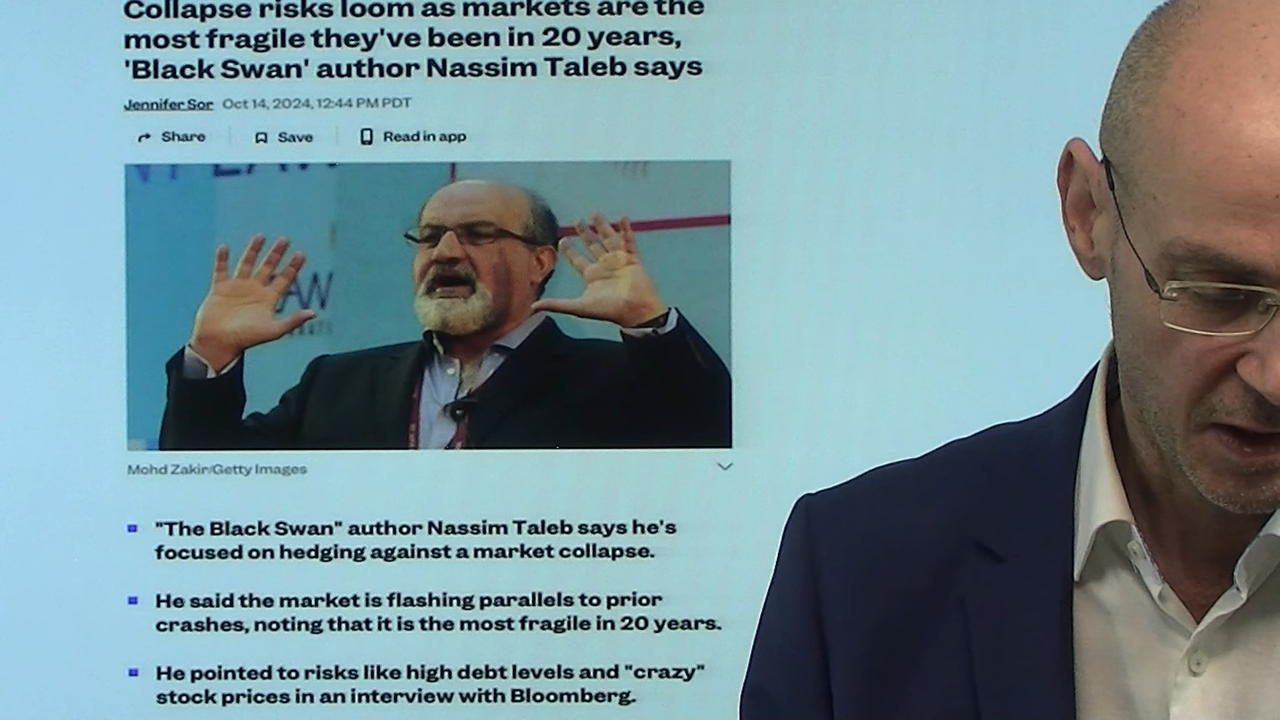 Collapse risks loom as markets are the
most fragile they've been in 20 years,
'Black Swan' author Nassim Taleb says
Jennifer Sor Oct 14, 2024, 12:44 PM PDT
Share Save Read in app
LAW
LAW
Mohd Zakir/Getty Images
"The Black Swan" author Nassim Taleb says he's
focused on hedging against a market collapse.
He said the market is flashing parallels to prior
crashes, noting that it is the most fragile in 20 years.
He pointed to risks like high debt levels and "crazy"
stock prices in an interview with Bloomberg.